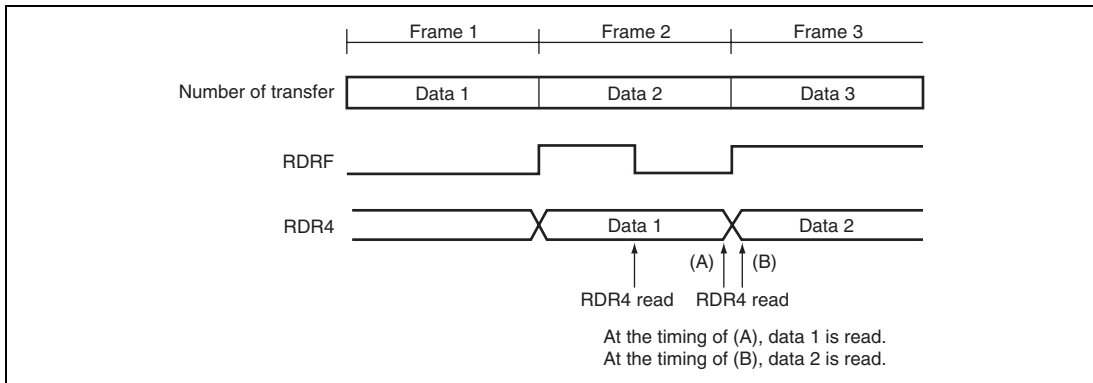 Frame 1 Frame 2 Frame 3
Number of transfer Data 1 Data 2 Data 3
RDRF
RDR4 Data 1 Data 2
(A) (B)
RDR4 read RDR4 read
At the timing of (A), data 1 is read.
At the timing of (B), data 2 is read.